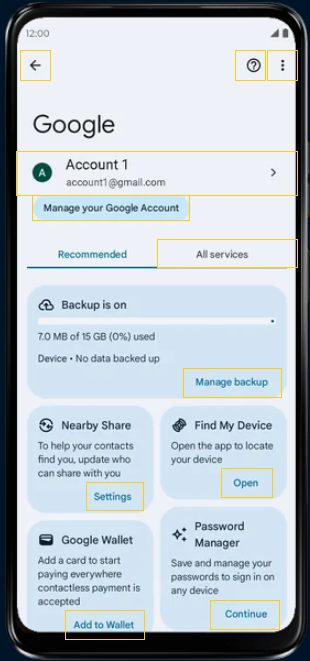 12:00
Google
A
Account 1
account1@gmail.com
Manage your Google Account
Recommended
All services
Backup is on
7.0 MB of 15 GB (0%) used
Device • No data backed up
Manage backup
Nearby Share
To help your contacts
find you, update who
can share with you
Settings
Find My Device
Open the app to locate
your device
Open
Google Wallet
Add a card to start
paying everywhere
contactless payment is
accepted
Add to Wallet
Password
Manager
Save and manage your
passwords to sign in on
any device
Continue